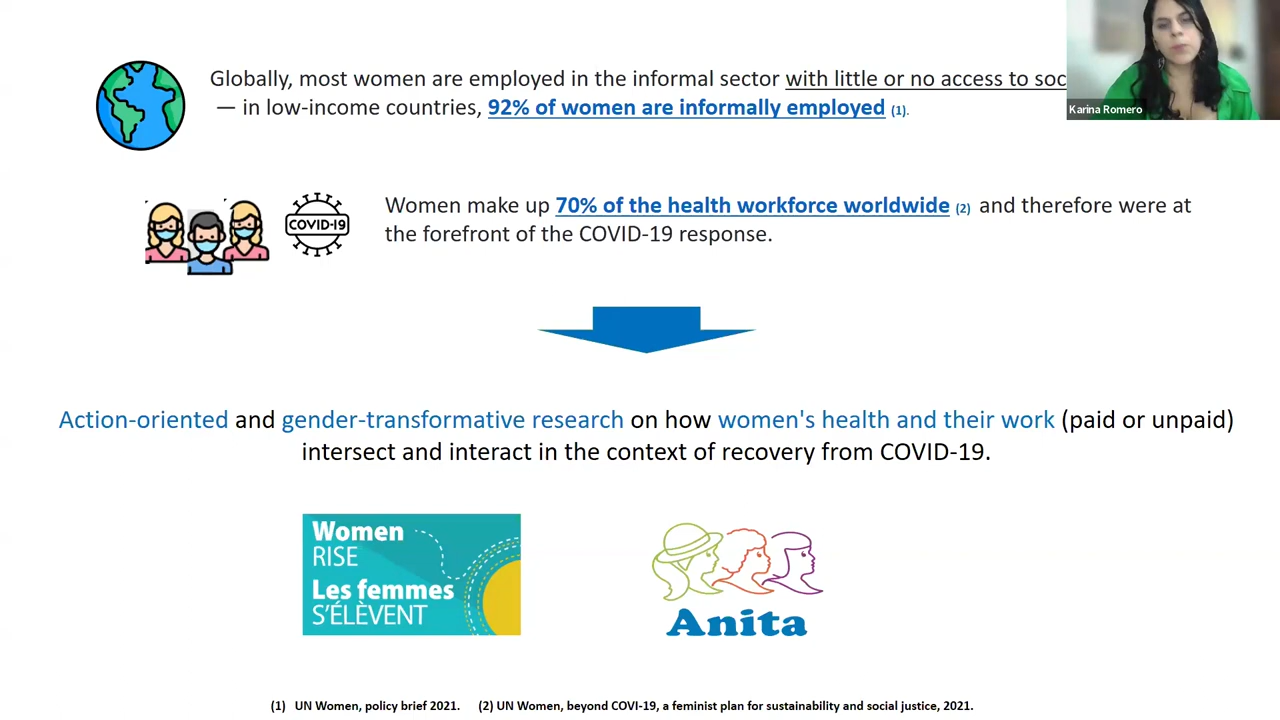 Globally, most women are employed in the informal sector with little or no access to
— in low-income countries, 92% of women are informally employed (1).
Karina Romero
COVID-19
Women make up 70% of the health workforce worldwide (2) and therefore were at
the forefront of the COVID-19 response.
Action-oriented and gender-transformative research on how women's health and their work (paid or unpaid)
intersect and interact in the context of recovery from COVID-19.
Women
RISE
Les femmes
S'ÉLÈVENT
Anita
(1) UN Women, policy brief 2021. (2) UN Women, beyond COVI-19, a feminist plan for sustainability and social justice, 2021.